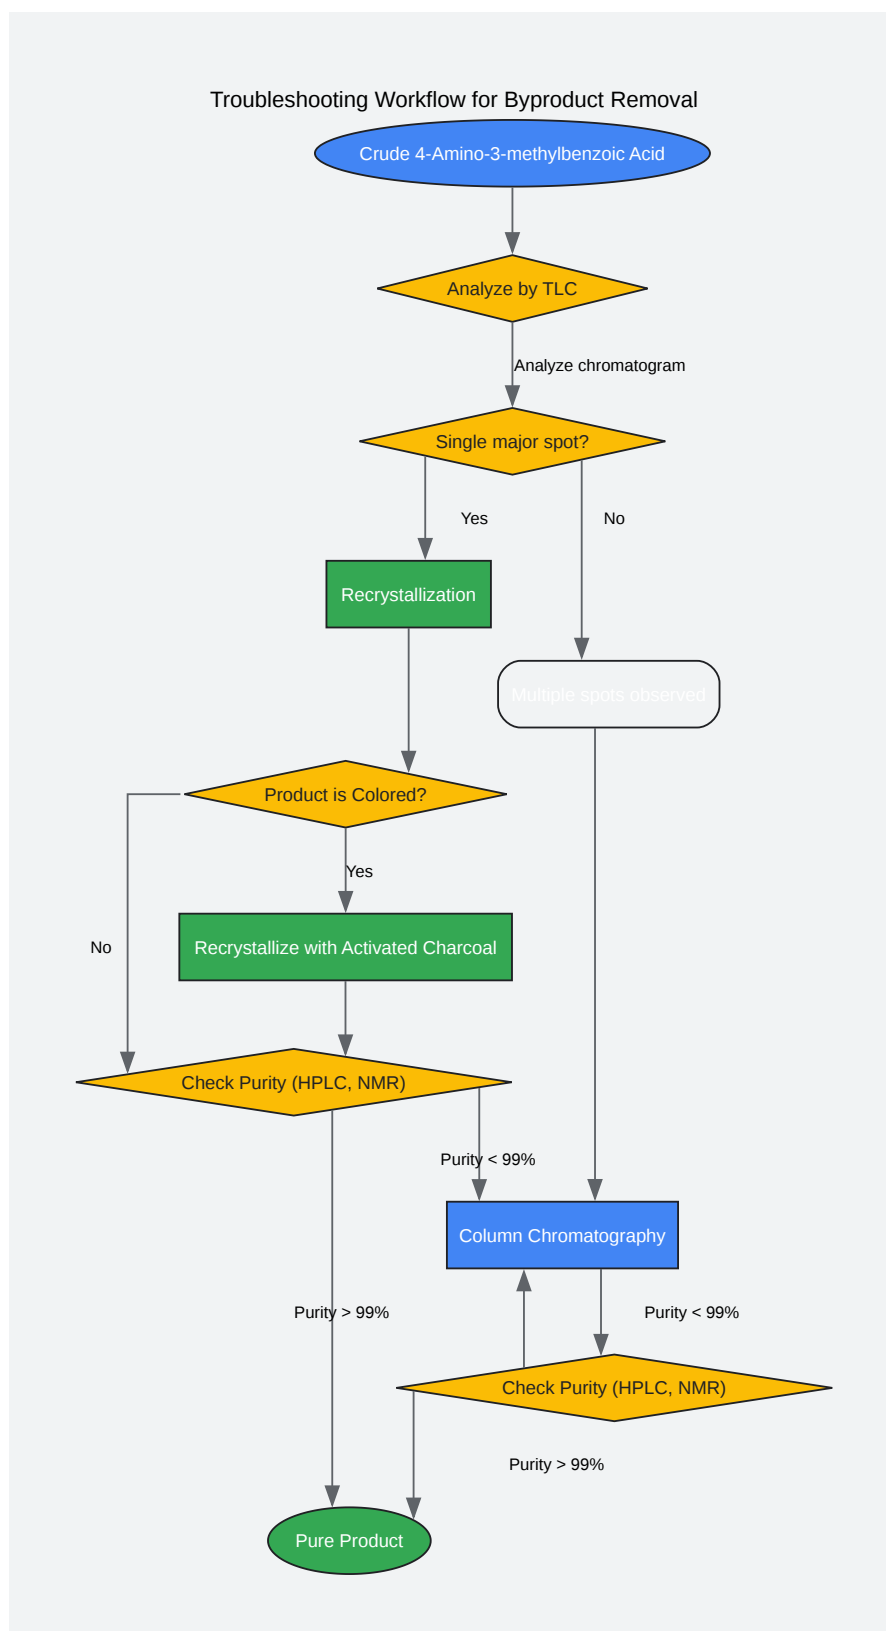 Troubleshooting Workflow for Byproduct Removal
Crude 4-Amino-3-methylbenzoic Acid
Analyze by TLC
Analyze chromatogram
Single major spot?
Yes
No
Recrystallization
Multiple spots observed
Product is Colored?
Yes
No
Recrystallize with Activated Charcoal
Check Purity (HPLC, NMR)
Purity < 99%
Column Chromatography
Purity > 99%
Purity < 99%
Check Purity (HPLC, NMR)
Purity > 99%
Pure Product